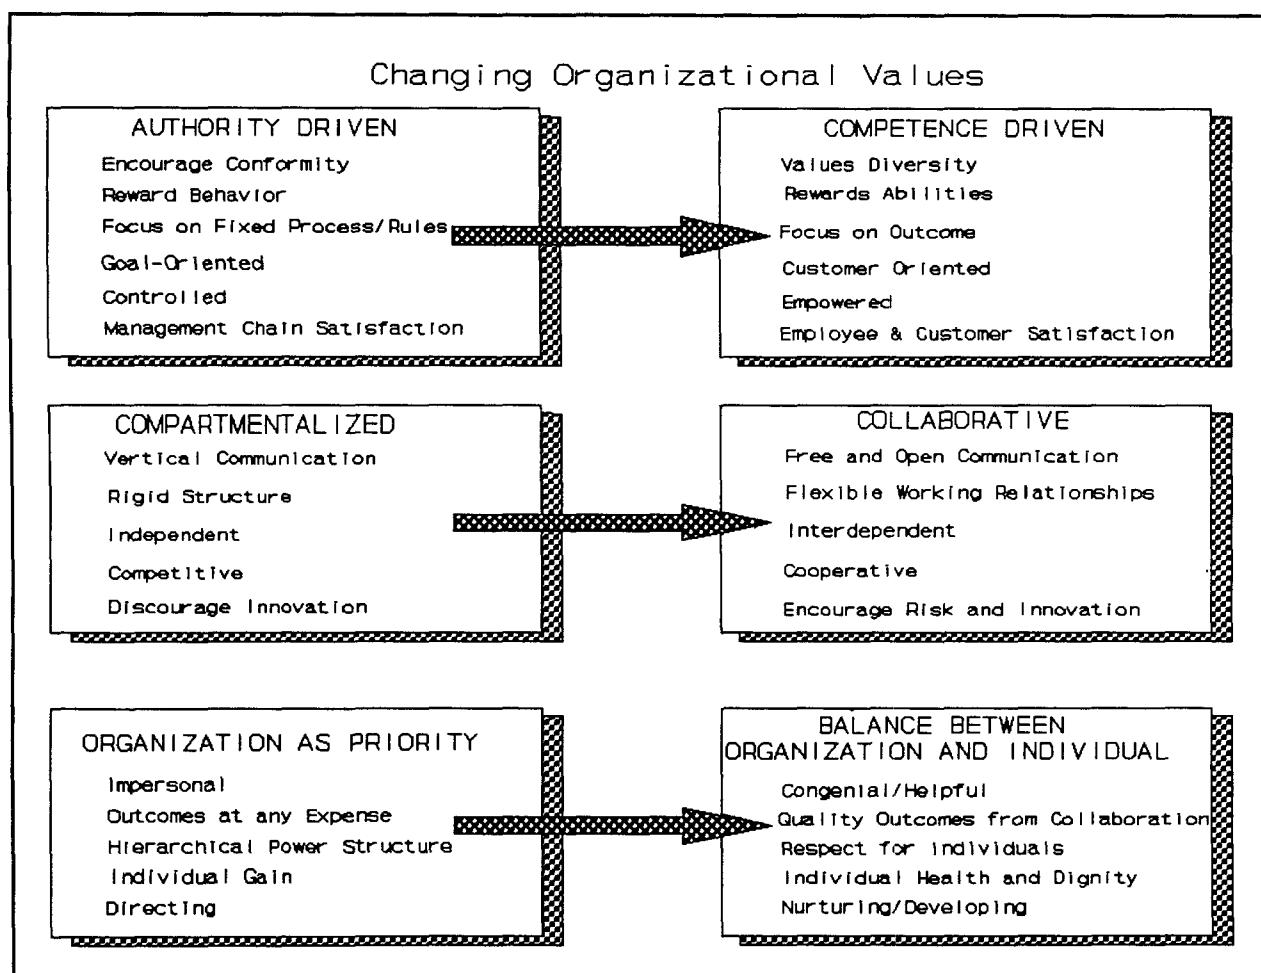 Changing Organizational Values
AUTHORITY DRIVEN
Encourage Conformity
Reward Behavior
Focus on Fixed Process/Rules
Goal-Oriented
Controlled
Management Chain Satisfaction
COMPETENCE DRIVEN
Values Diversity
Rewards Abilities
Focus on Outcome
Customer Oriented
Empowered
Employee & Customer Satisfaction
COMPARTMENTALIZED
Vertical Communication
Rigid Structure
Independent
Competitive
Discourage Innovation
COLLABORATIVE
Free and Open Communication
Flexible Working Relationships
Interdependent
Cooperative
Encourage Risk and Innovation
ORGANIZATION AS PRIORITY
Impersonal
Outcomes at any Expense
Hierarchical Power Structure
Individual Gain
Directing
BALANCE BETWEEN
ORGANIZATION AND INDIVIDUAL
Congenial/Helpful
Quality Outcomes from Collaboration
Respect for Individuals
Individual Health and Dignity
Nurturing/Developing